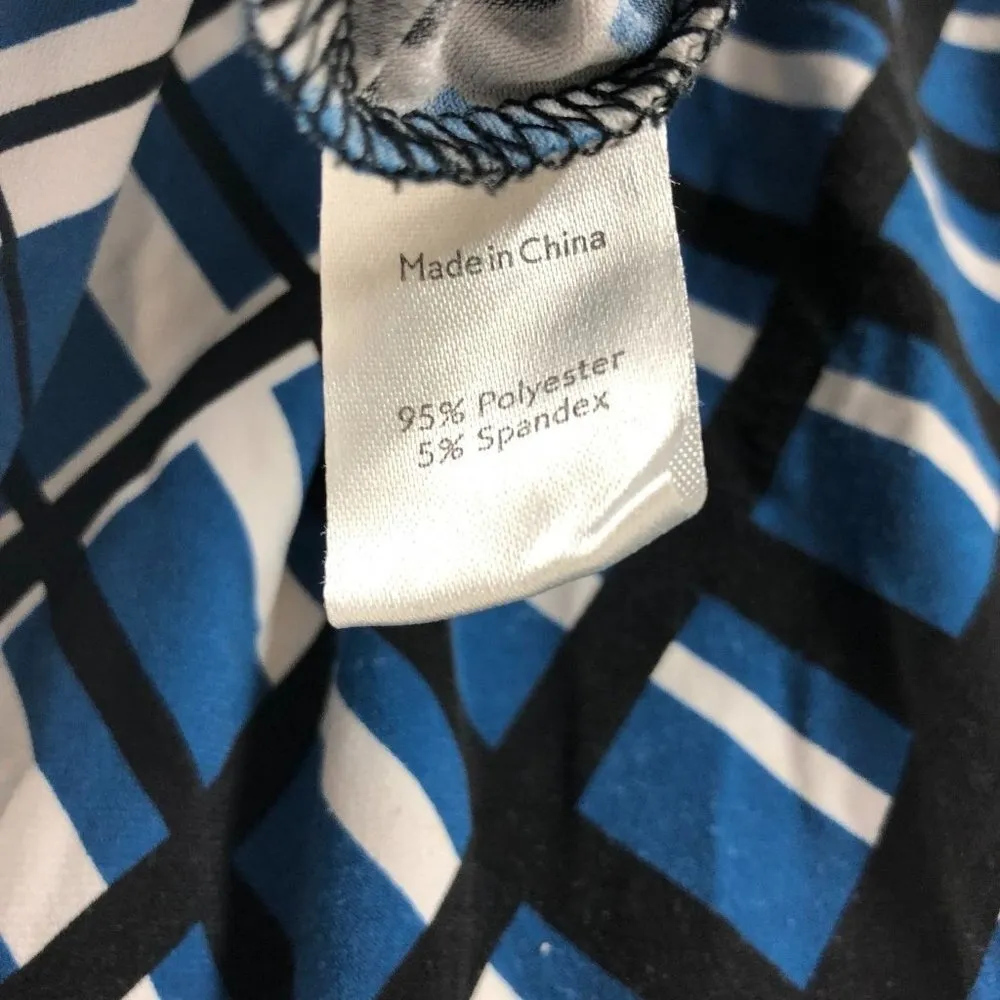 Made in China
95% Polyester
5% Spandex